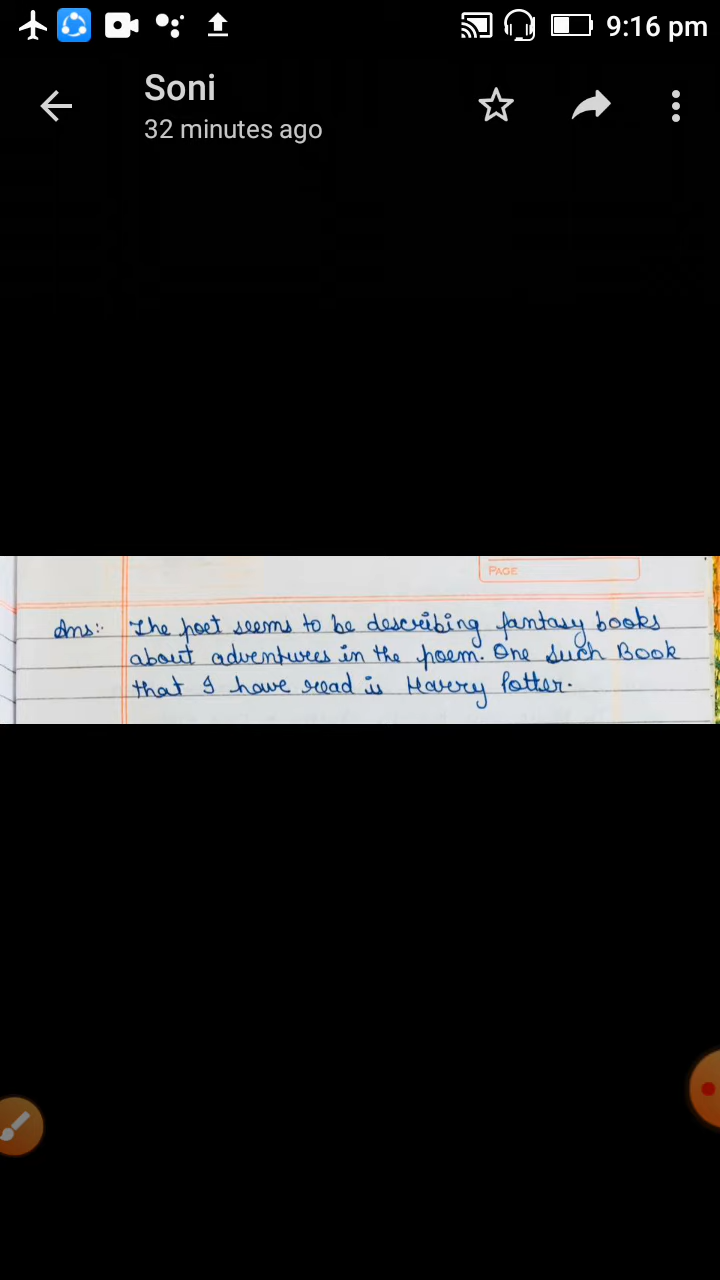 9:16 pm
Soni
32 minutes ago
PAGE
Ans:- The poet seems to be describing fantasy books
about adventures in the poem. One Such Book
that I have read is Harry Potter.